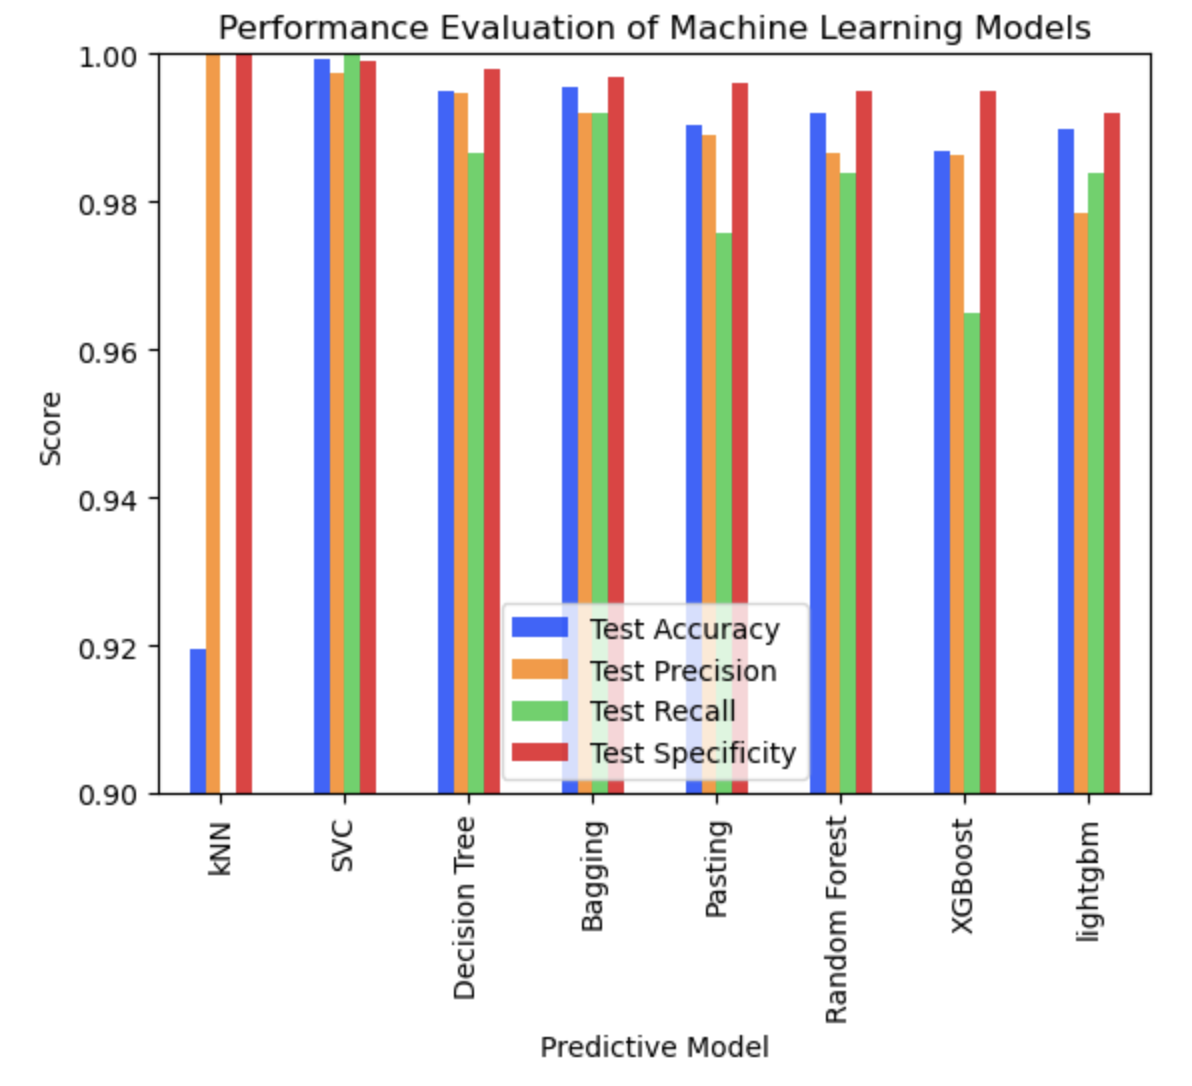 Performance Evaluation of Machine Learning Models
1.00
0.98
0.96
0.94
0.92
0.90
Score
Test Accuracy
Test Precision
Test Recall
Test Specificity
kNN
SVC
Decision Tree
Bagging
Pasting
Random Forest
XGBoost
lightgbm
Predictive Model